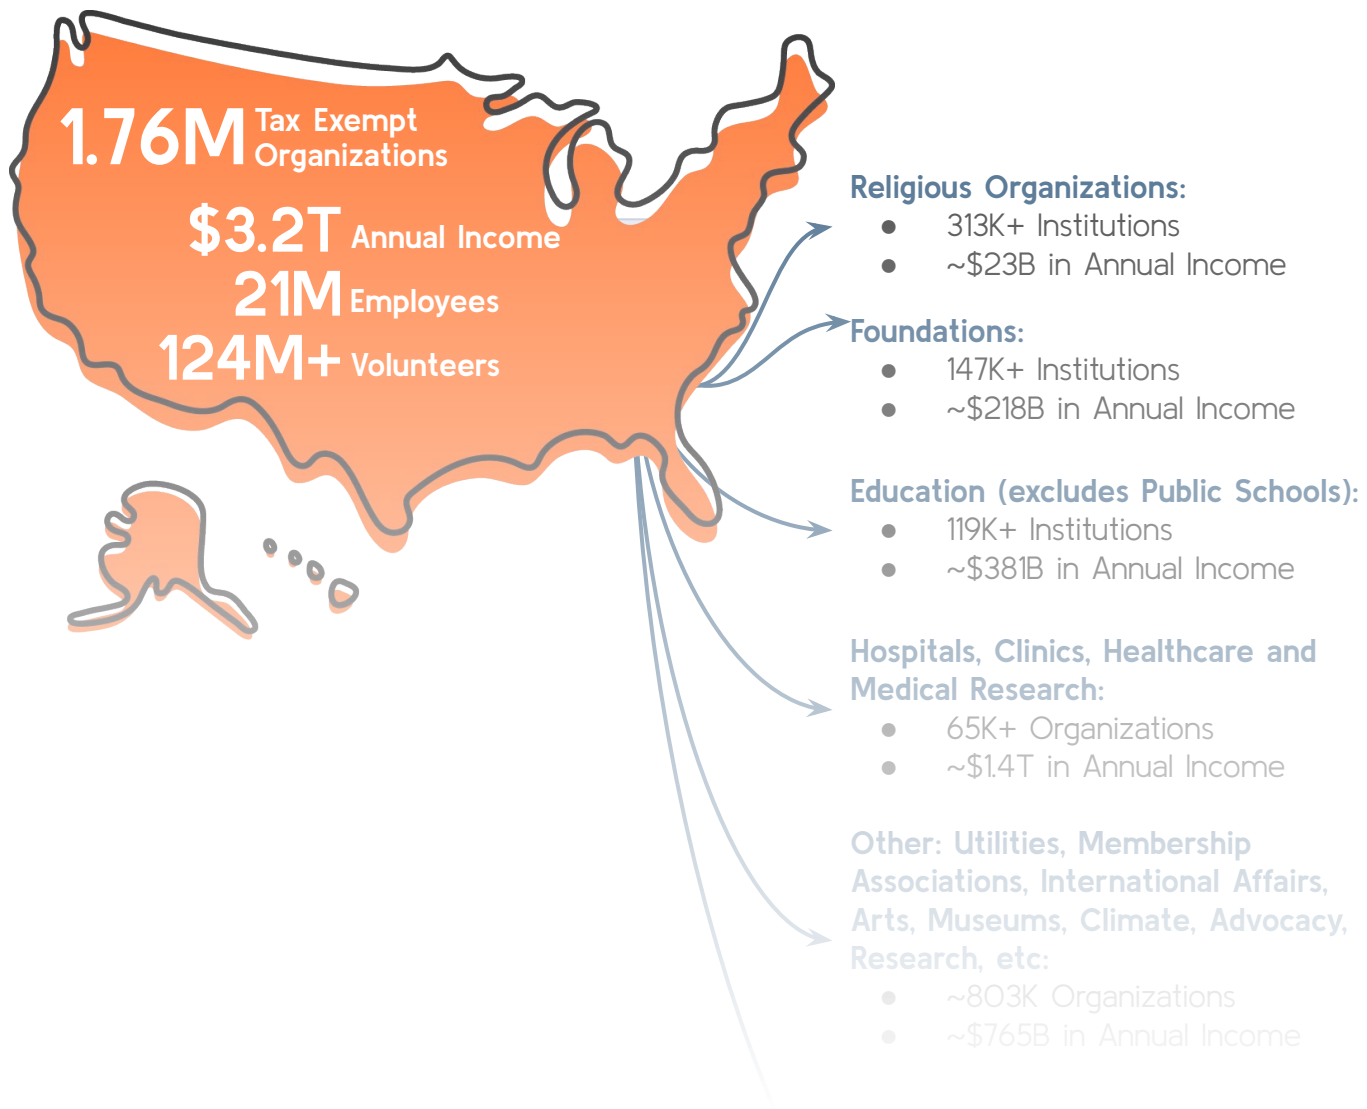 1.76M Tax Exempt
Organizations
$3.2T Annual Income
21M Employees
124M+ Volunteers
Religious Organizations:
● 313K+ Institutions
● ~$23B in Annual Income
Foundations:
● 147K+ Institutions
● ~$218B in Annual Income
Education (excludes Public Schools):
● 119K+ Institutions
● ~$381B in Annual Income
Hospitals, Clinics, Healthcare and
Medical Research:
● 65K+ Organizations
● ~$1.4T in Annual Income
Other: Utilities, Membership
Associations, International Affairs,
Arts, Museums, Climate, Advocacy,
Research, etc:
● ~803K Organizations
● ~$765B in Annual Income